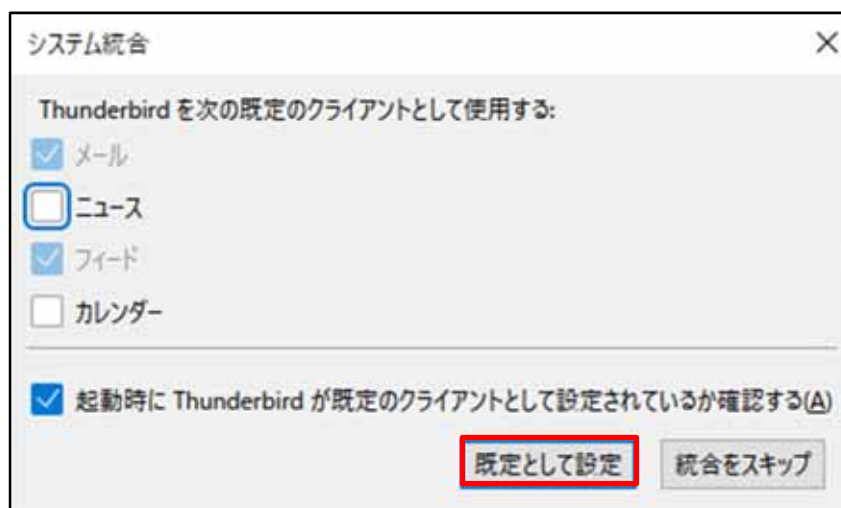 システム統合
Thunderbird を次の既定のクライアントとして使用する:
メール
ニュース
フィード
カレンダー
起動時に Thunderbird が既定のクライアントとして設定されているか確認する(A)
既定として設定
統合をスキップ